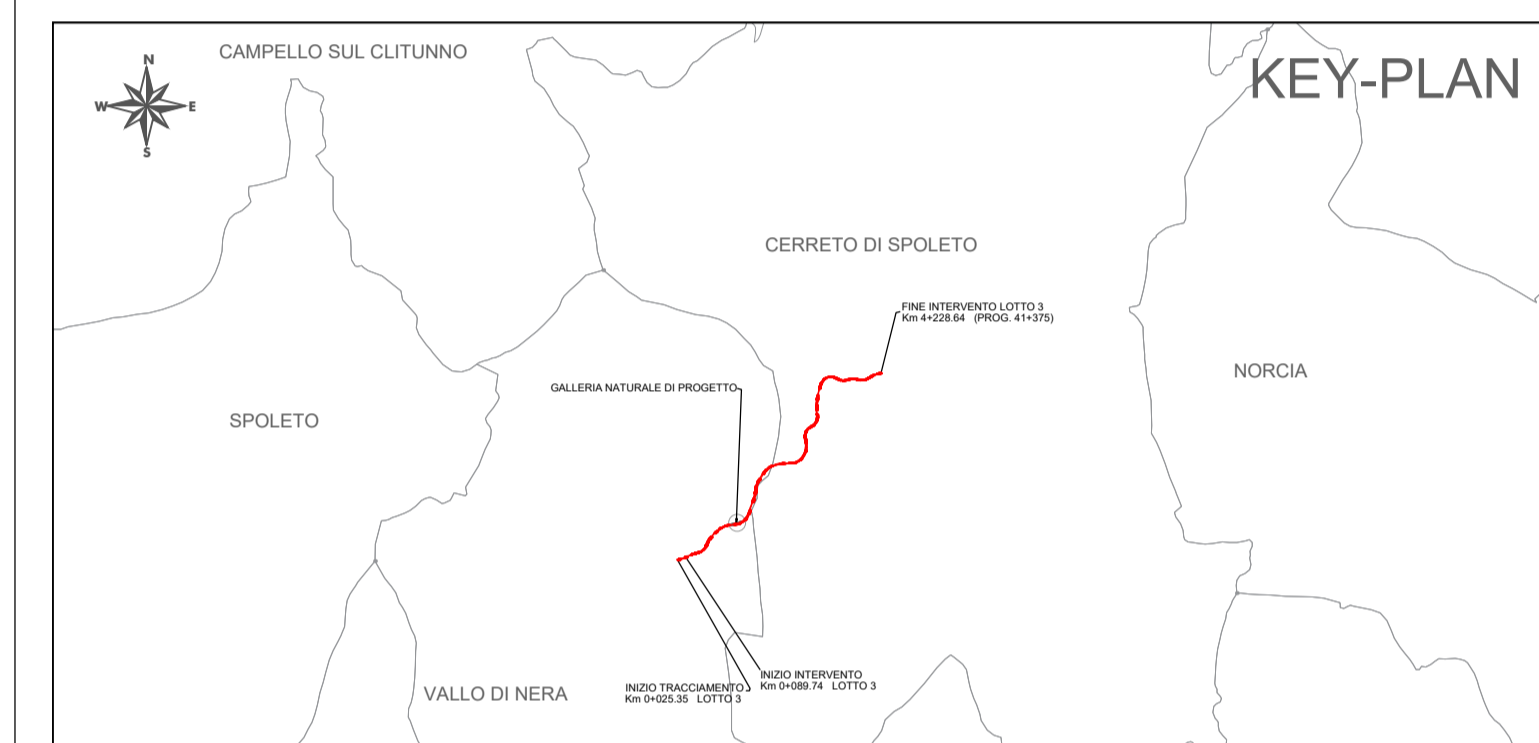 CAMPELLO SUL CLITUNNO
KEY-PLAN
N
W
E
S
CERRETO DI SPOLETO
FINE INTERVENTO LOTTO 3
Km 4+228.64 (PROG. 41+375)
NORCIA
GALLERIA NATURALE DI PROGETTO
SPOLETO
INIZIO INTERVENTO
Km 0+089.74 LOTTO 3
INIZIO TRACCIAMENTO
Km 0+025.35 LOTTO 3
VALLO DI NERA